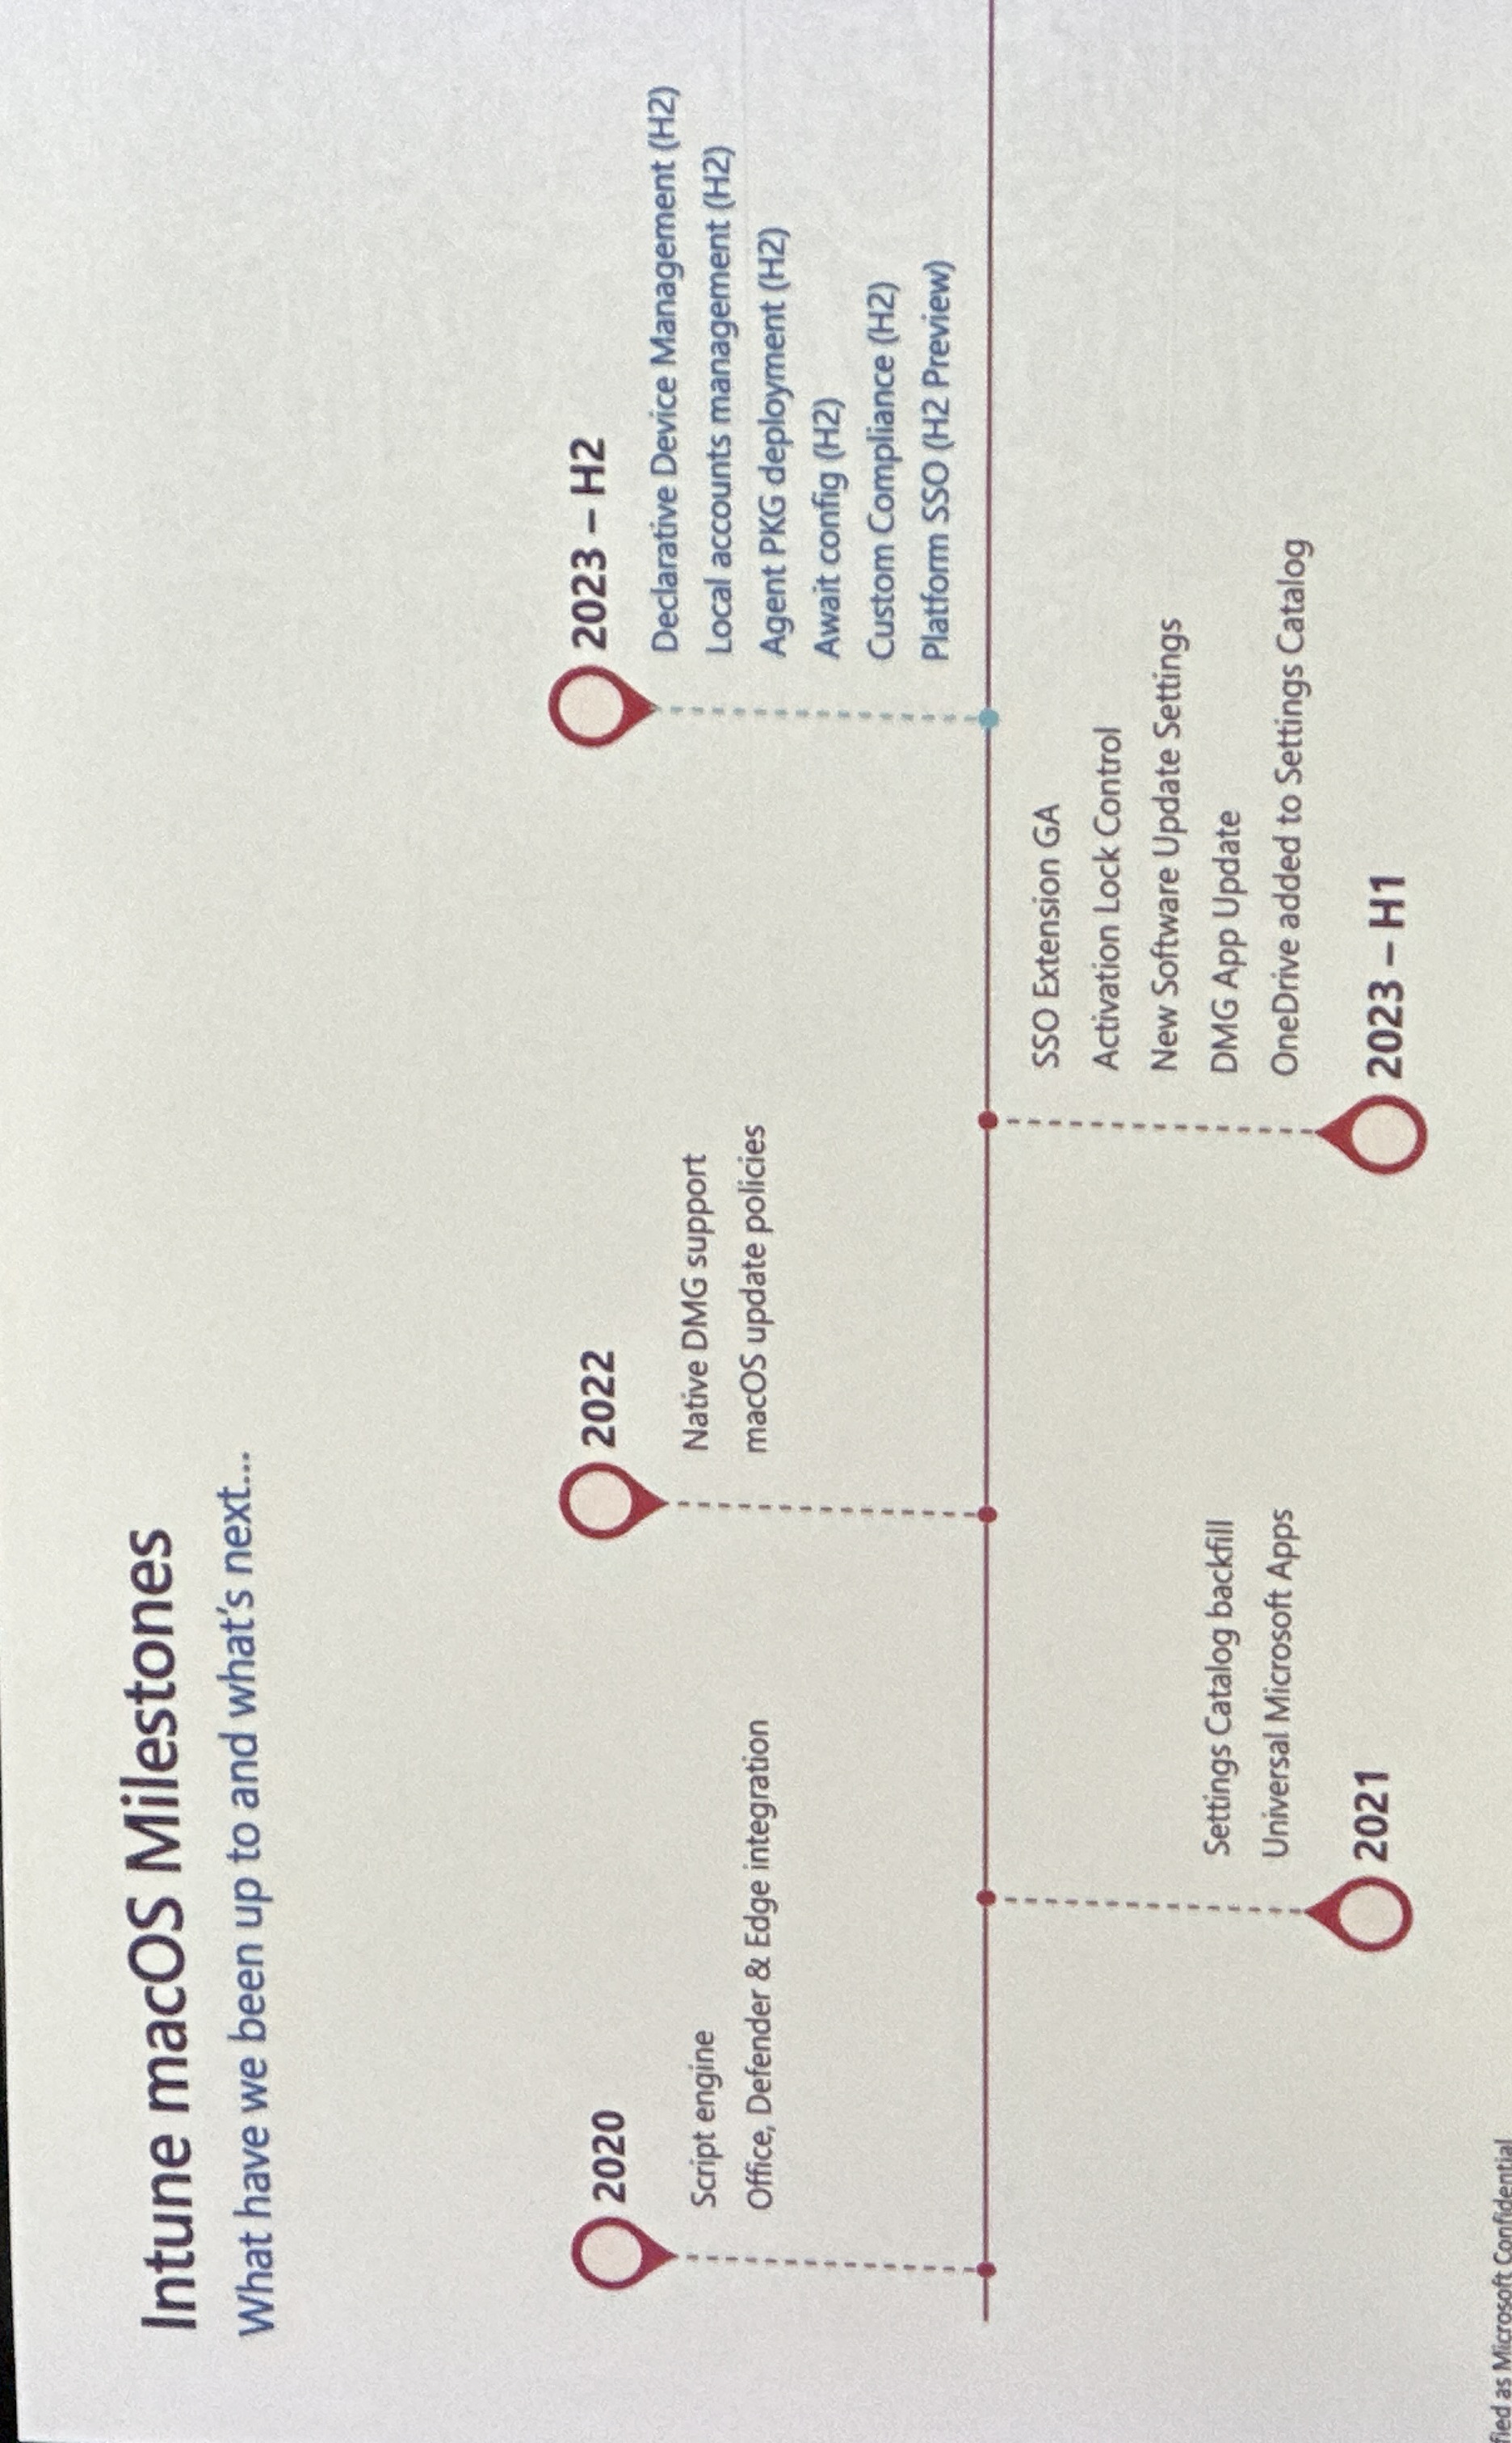 Intune macOS Milestones
What have we been up to and what's next...
2020
Script engine
Office, Defender & Edge integration
2022
Native DMG support
macOS update policies
2023 – H2
Declarative Device Management (H2)
Local accounts management (H2)
Agent PKG deployment (H2)
Await config (H2)
Custom Compliance (H2)
Platform SSO (H2 Preview)
Settings Catalog backfill
Universal Microsoft Apps
2021
SSO Extension GA
Activation Lock Control
New Software Update Settings
DMG App Update
OneDrive added to Settings Catalog
2023 – H1
fied as Microsoft Confidential